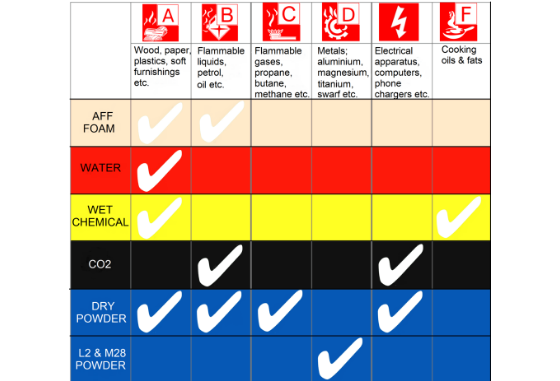 A
B
C
D
F
Wood, paper,
plastics, soft
furnishings
etc.
Flammable
liquids,
petrol,
oil etc.
Flammable
gases,
propane,
butane,
methane etc.
Metals;
aluminium,
magnesium,
titanium,
swarf etc.
Electrical
apparatus,
computers,
phone
chargers etc.
Cooking
oils & fats
AFF
FOAM
WATER
WET
CHEMICAL
CO2
DRY
POWDER
L2 & M28
POWDER